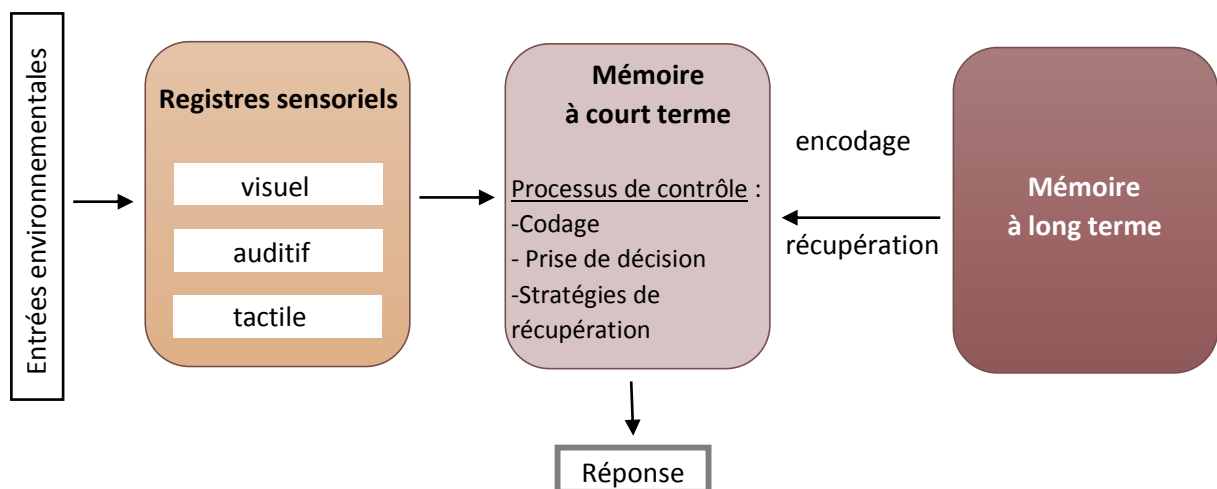 Entrées environnementales
Registres sensoriels
visuel
auditif
tactile
Mémoire
à court terme
Processus de contrôle :
-Codage
- Prise de décision
-Stratégies de
récupération
encodage
récupération
Mémoire
à long terme
Réponse